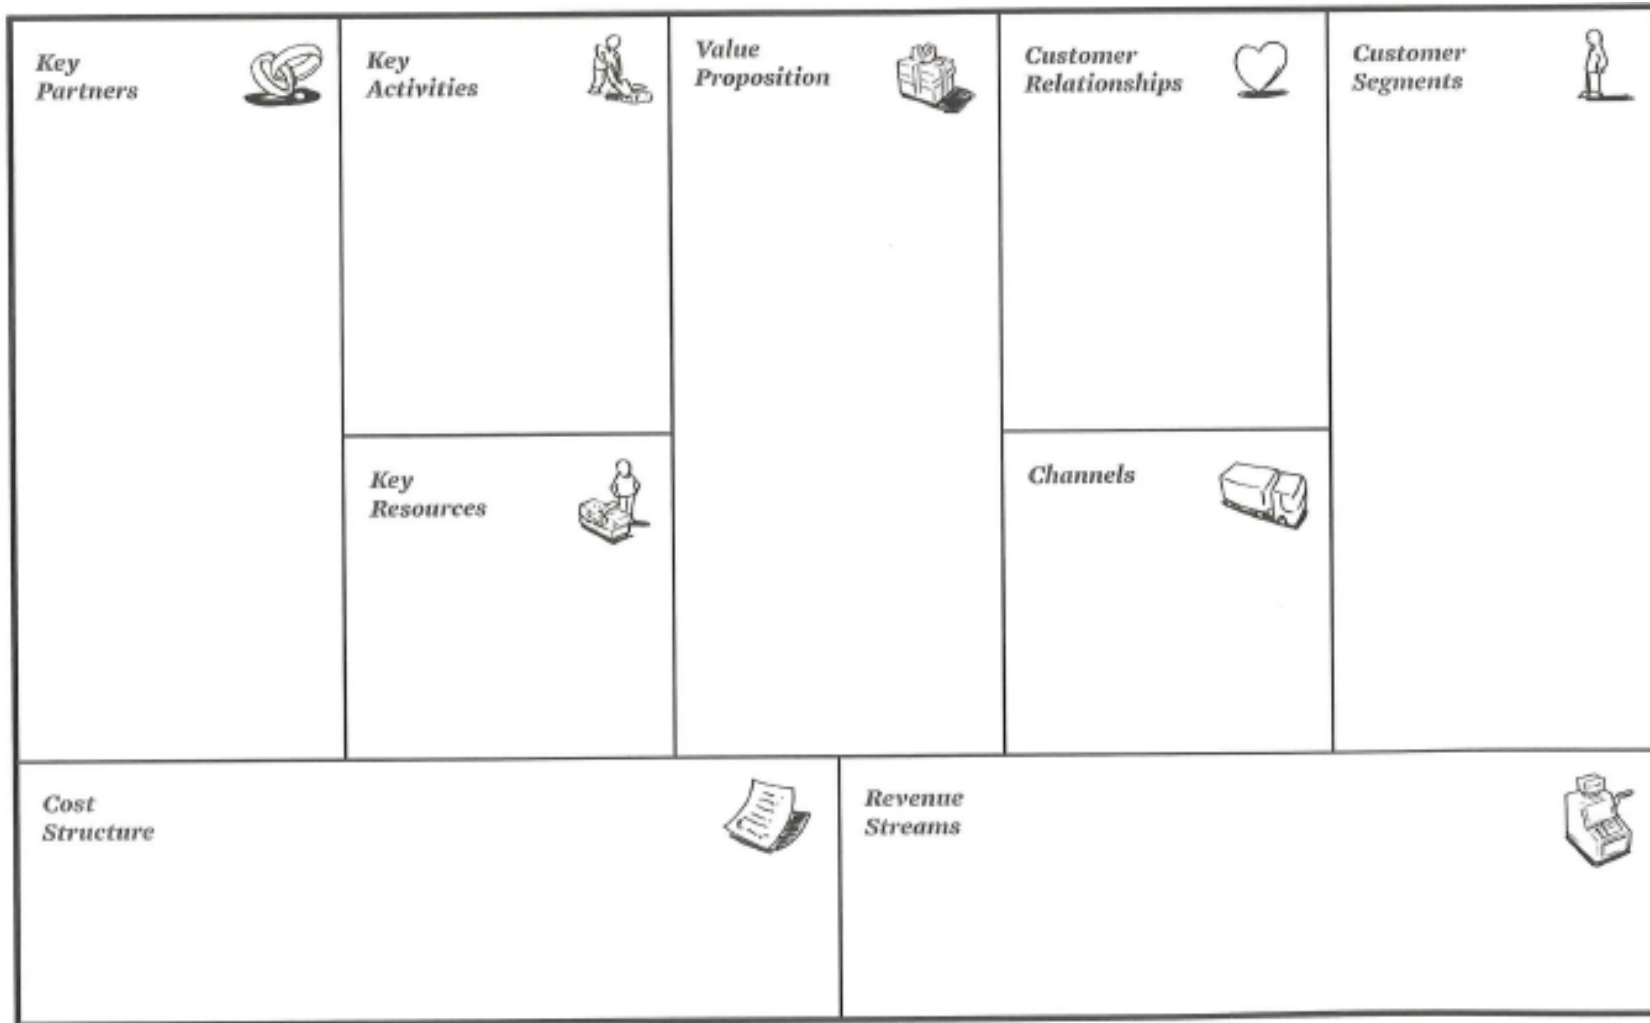 Key
Partners
Key
Activities
Value
Proposition
Customer
Relationships
Customer
Segments
Key
Resources
Channels
Cost
Structure
Revenue
Streams